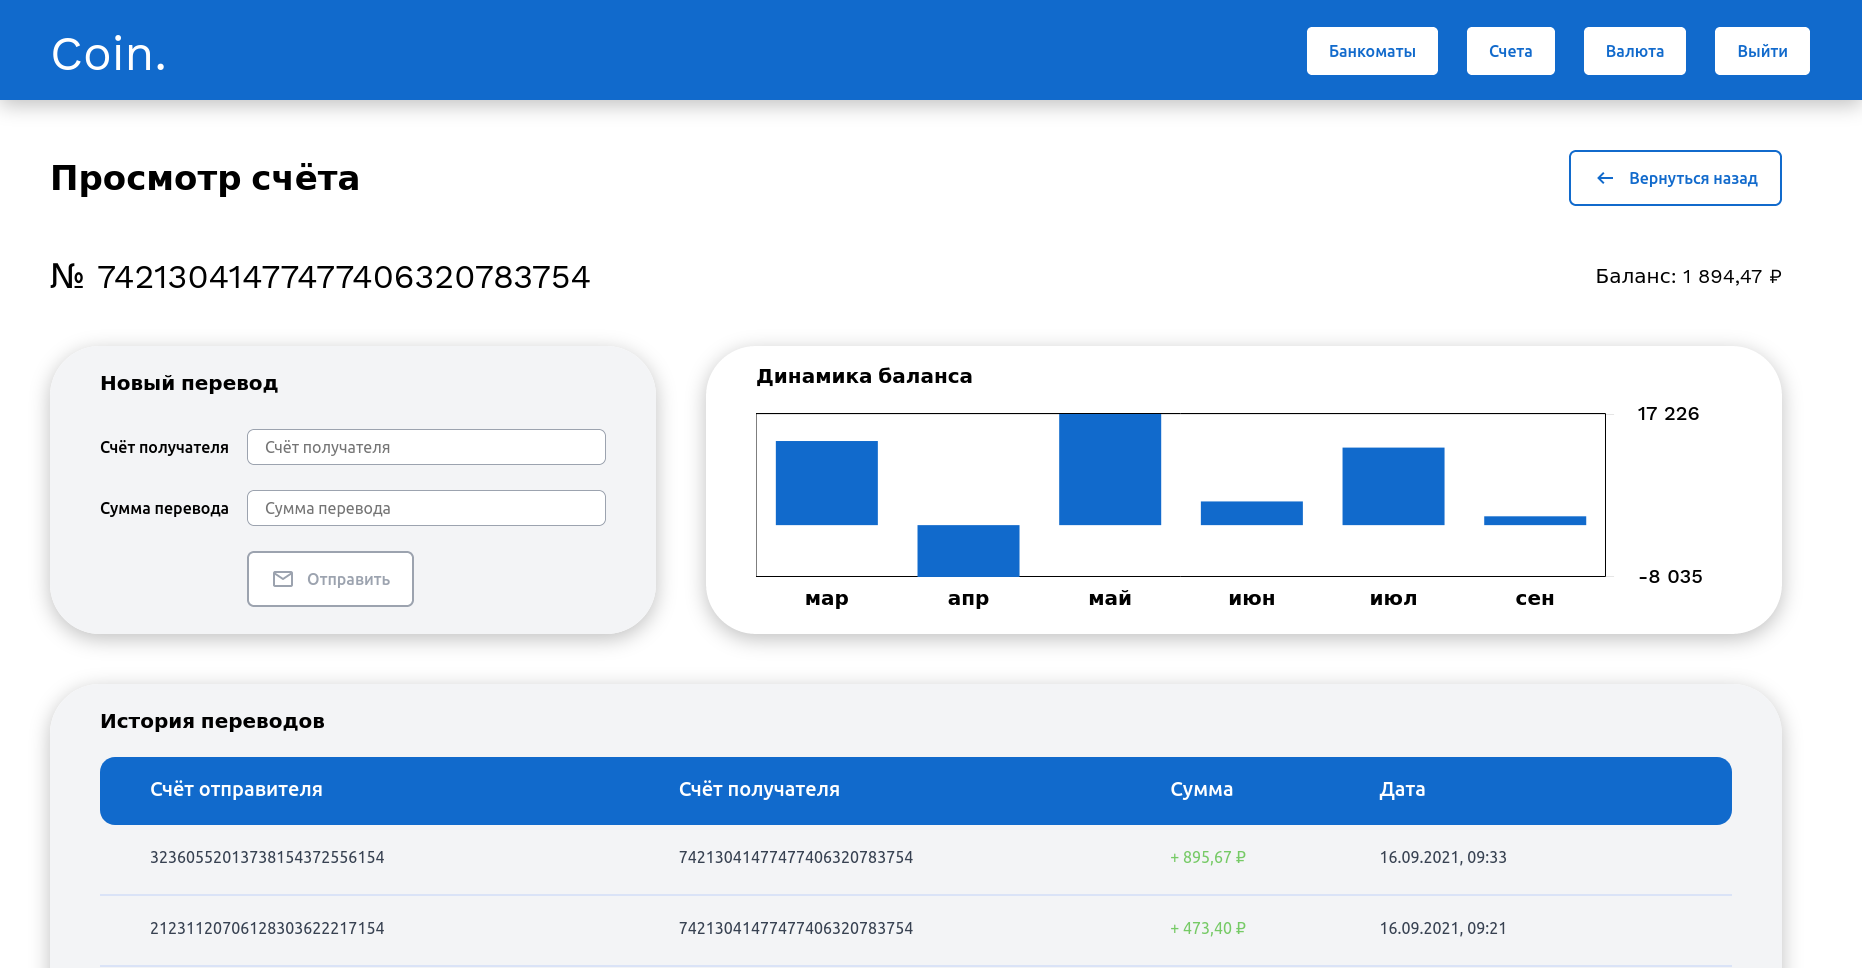 Coin.
Банкоматы
Счета
Валюта
Выйти
Просмотр счёта
Вернуться назад
№ 74213041477477406320783754
Баланс: 1 894,47 ₽
Новый перевод
Счёт получателя Счёт получателя
Сумма перевода Сумма перевода
Отправить
Динамика баланса
17 226
-8 035
мар апр май июн июл сен
История переводов
Счёт отправителя Счёт получателя Сумма Дата
32360552013738154372556154 74213041477477406320783754 + 895,67 ₽ 16.09.2021, 09:33
21231120706128303622217154 74213041477477406320783754 + 473,40 ₽ 16.09.2021, 09:21